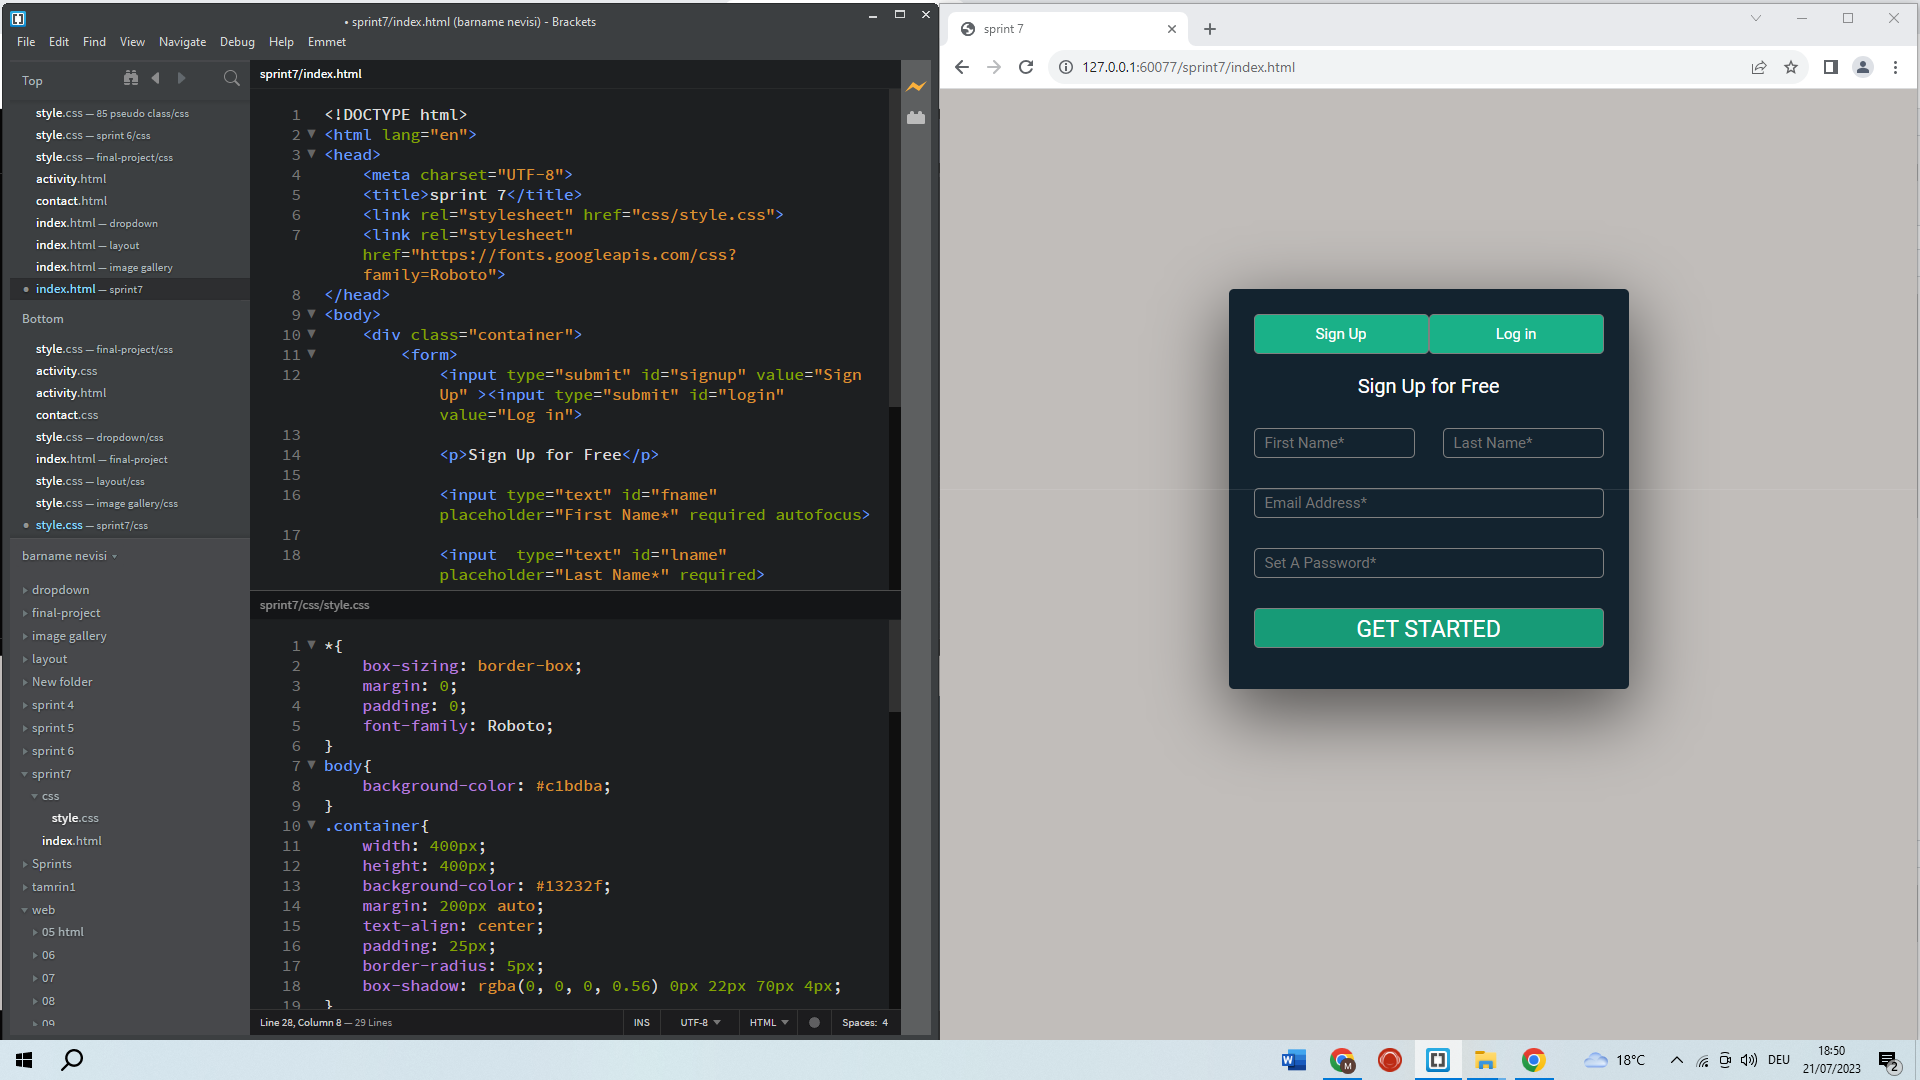 • sprint7/index.html (barname nevisi) - Brackets
File Edit Find View Navigate Debug Help Emmet
Top
style.css — 85 pseudo class/css
style.css — sprint 6/css
style.css — final-project/css
activity.html
contact.html
index.html — dropdown
index.html — layout
index.html — image gallery
index.html — sprint7
Bottom
style.css — final-project/css
activity.css
activity.html
contact.css
style.css — dropdown/css
index.html — final-project
style.css — layout/css
style.css — image gallery/css
style.css — sprint7/css
barname nevisi
dropdown
final-project
image gallery
layout
New folder
sprint 4
sprint 5
sprint 6
sprint7
css
style.css
index.html
Sprints
tamrin1
web
05 html
06
07
08
09
sprint7/index.html
1 <!DOCTYPE html>
2 <html lang="en">
3 <head>
4 <meta charset="UTF-8">
5 <title>sprint 7</title>
6 <link rel="stylesheet" href="css/style.css">
7 <link rel="stylesheet"
href="https://fonts.googleapis.com/css?
family=Roboto">
8 </head>
9 <body>
10 <div class="container">
11 <form>
12 <input type="submit" id="signup" value="Sign
Up" ><input type="submit" id="login"
value="Log in">
13
14 <p>Sign Up for Free</p>
15
16 <input type="text" id="fname"
placeholder="First Name*" required autofocus>
17
18 <input  type="text" id="lname"
placeholder="Last Name*" required>
sprint7/css/style.css
1 *{
2 box-sizing: border-box;
3 margin: 0;
4 padding: 0;
5 font-family: Roboto;
6 }
7 body{
8 background-color: #c1bdba;
9 }
10 .container{
11 width: 400px;
12 height: 400px;
13 background-color: #13232f;
14 margin: 200px auto;
15 text-align: center;
16 padding: 25px;
17 border-radius: 5px;
18 box-shadow: rgba(0, 0, 0, 0.56) 0px 22px 70px 4px;
19 }
Line 28, Column 8 — 29 Lines
INS UTF-8 HTML Spaces: 4
sprint 7
127.0.0.1:60077/sprint7/index.html
Sign Up Log in
Sign Up for Free
First Name* Last Name*
Email Address*
Set A Password*
GET STARTED
18°C
DEU
18:50
21/07/2023
2